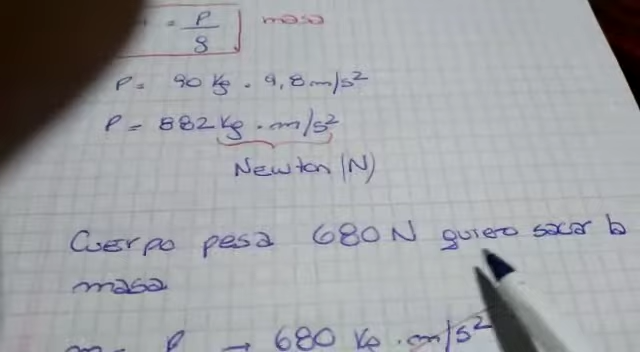 = P/g masa
P = 90 Kg . 9,8 m/s²
P = 882 Kg . m/s²
Newton (N)
Cuerpo pesa 680 N quiero sacar la
masa
P → 680 Kg . m/s²